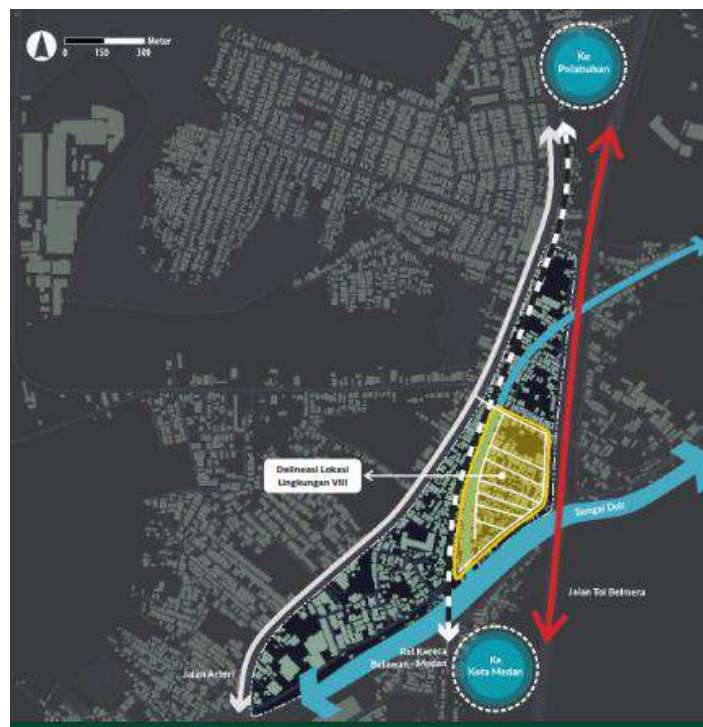 Meter
0 150 300
Ke
Pelabuhan
Delineasi Lokasi
Lingkungan VIII
Sungai Deli
Jalan Tol Belmera
Jalan Arteri
Rel Kereta
Belawan - Medan
Ke
Kota Medan